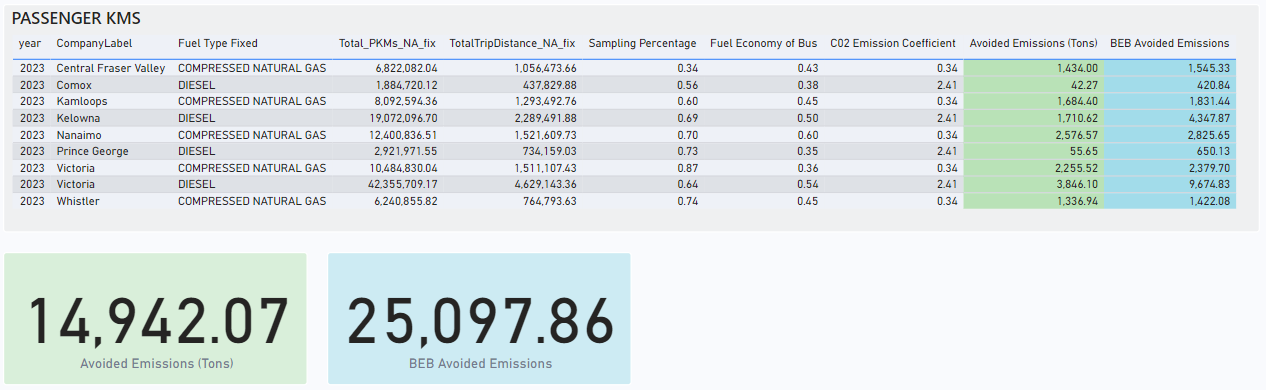 PASSENGER KMS
year CompanyLabel Fuel Type Fixed Total_PKMs_NA_fix TotalTripDistance_NA_fix Sampling Percentage Fuel Economy of Bus C02 Emission Coefficient Avoided Emissions (Tons) BEB Avoided Emissions
2023 Central Fraser Valley COMPRESSED NATURAL GAS 6,822,082.04 1,056,473.66 0.34 0.43 0.34 1,434.00 1,545.33
2023 Comox DIESEL 1,884,720.12 437,829.88 0.56 0.38 2.41 42.27 420.84
2023 Kamloops COMPRESSED NATURAL GAS 8,092,594.36 1,293,492.76 0.60 0.45 0.34 1,684.40 1,831.44
2023 Kelowna DIESEL 19,072,096.70 2,289,491.88 0.69 0.50 2.41 1,710.62 4,347.87
2023 Nanaimo COMPRESSED NATURAL GAS 12,400,836.51 1,521,609.73 0.70 0.60 0.34 2,576.57 2,825.65
2023 Prince George DIESEL 2,921,971.55 734,159.03 0.73 0.35 2.41 55.65 650.13
2023 Victoria COMPRESSED NATURAL GAS 10,484,830.04 1,511,107.43 0.87 0.36 0.34 2,255.52 2,379.70
2023 Victoria DIESEL 42,355,709.17 4,629,143.36 0.64 0.54 2.41 3,846.10 9,674.83
2023 Whistler COMPRESSED NATURAL GAS 6,240,855.82 764,793.63 0.74 0.45 0.34 1,336.94 1,422.08
14,942.07
Avoided Emissions (Tons)
25,097.86
BEB Avoided Emissions